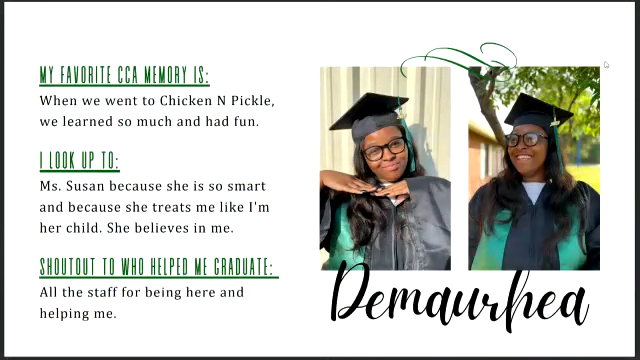 MY FAVORITE CCA MEMORY IS:
When we went to Chicken N Pickle,
we learned so much and had fun.
I LOOK UP TO:
Ms. Susan because she is so smart
and because she treats me like I'm
her child. She believes in me.
SHOUTOUT TO WHO HELPED ME GRADUATE:
All the staff for being here and
helping me.
Demaurhea